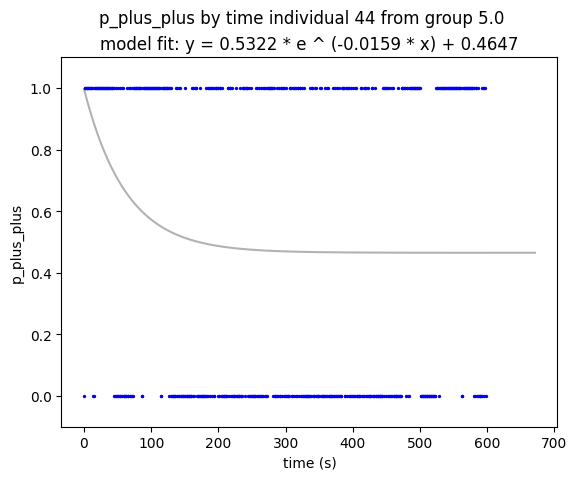 p_plus_plus by time individual 44 from group 5.0
model fit: y = 0.5322 * e ^ (-0.0159 * x) + 0.4647
1.0
0.8
0.6
0.4
0.2
0.0
p_plus_plus
0 100 200 300 400 500 600 700
time (s)